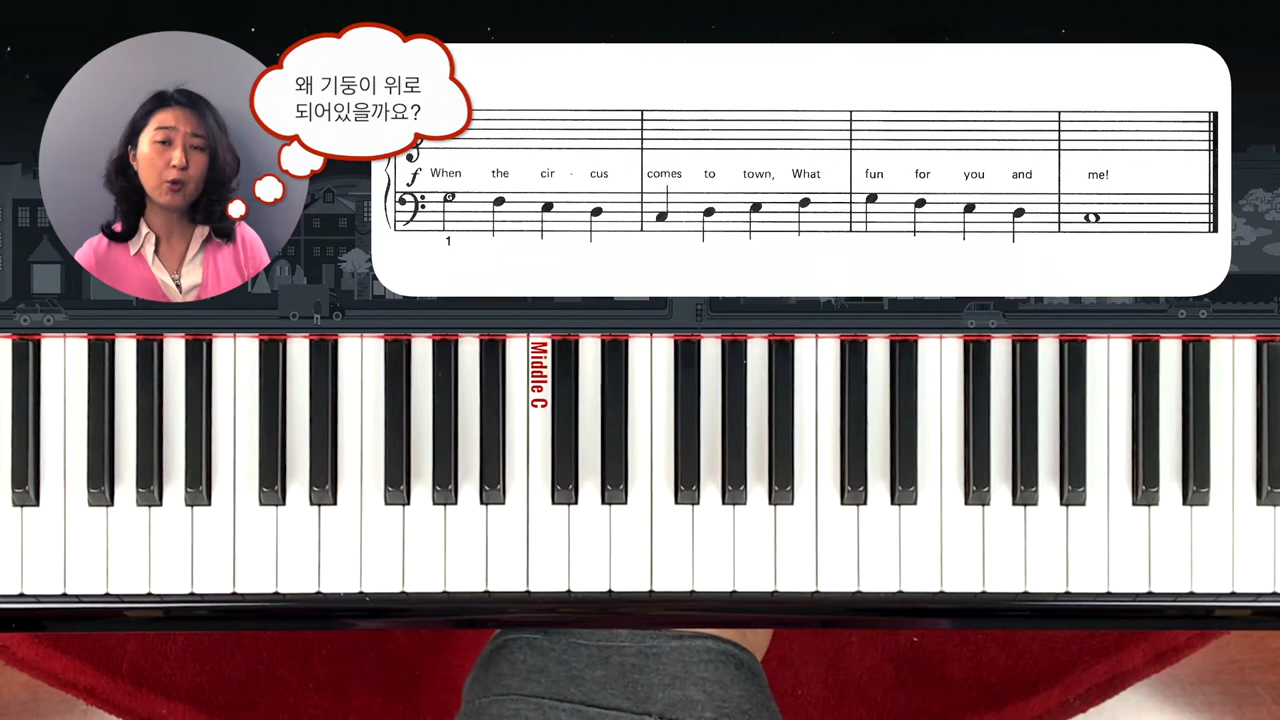 왜 기둥이 위로
되어있을까요?
f When the cir - cus comes to town, What fun for you and me!
G
1
Middle C